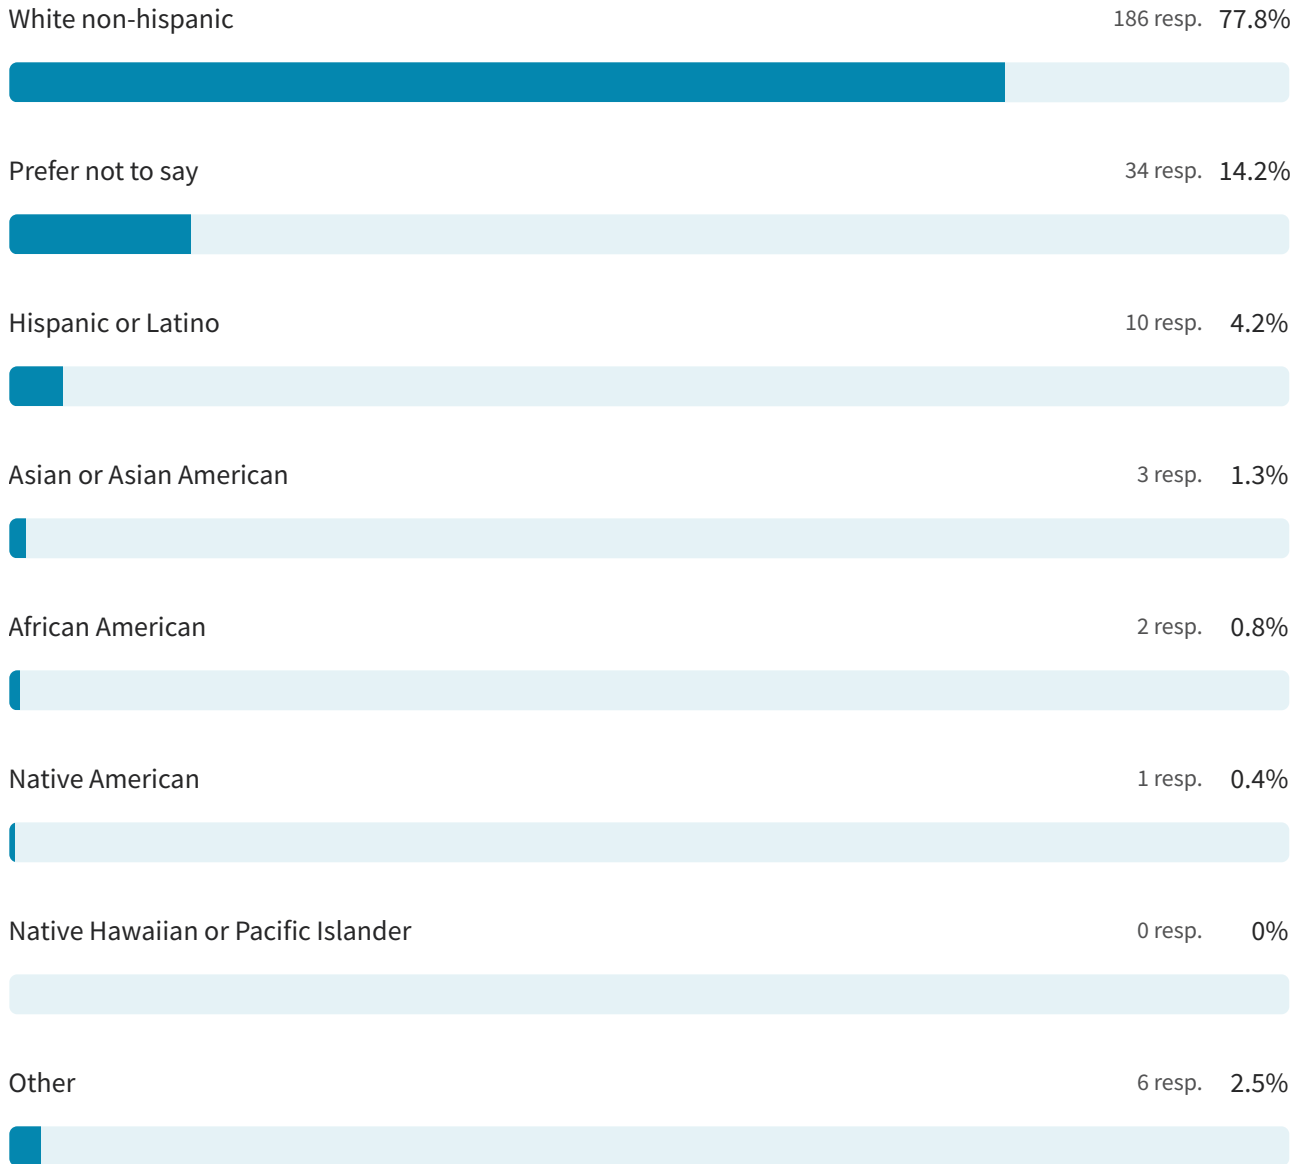 White non-hispanic 186 resp. 77.8%
Prefer not to say 34 resp. 14.2%
Hispanic or Latino 10 resp. 4.2%
Asian or Asian American 3 resp. 1.3%
African American 2 resp. 0.8%
Native American 1 resp. 0.4%
Native Hawaiian or Pacific Islander 0 resp. 0%
Other 6 resp. 2.5%